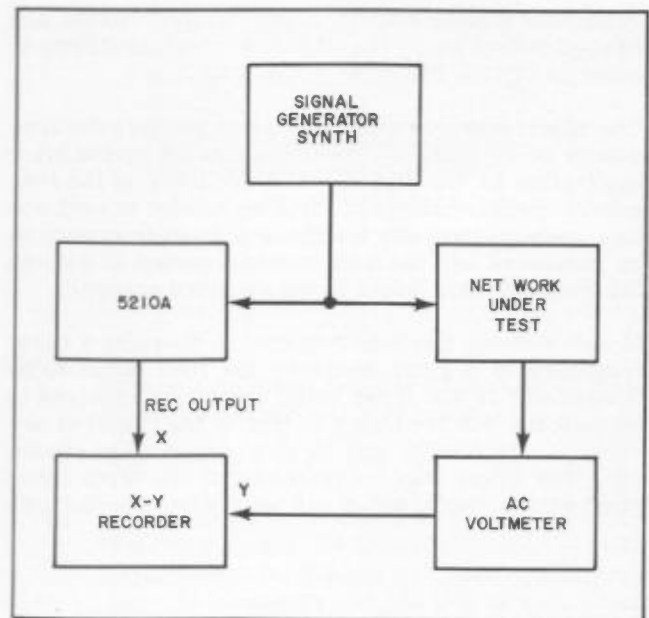 SIGNAL
GENERATOR
SYNTH
5210A
NET WORK
UNDER
TEST
REC OUTPUT
X
Y
X-Y
RECORDER
AC
VOLTMETER